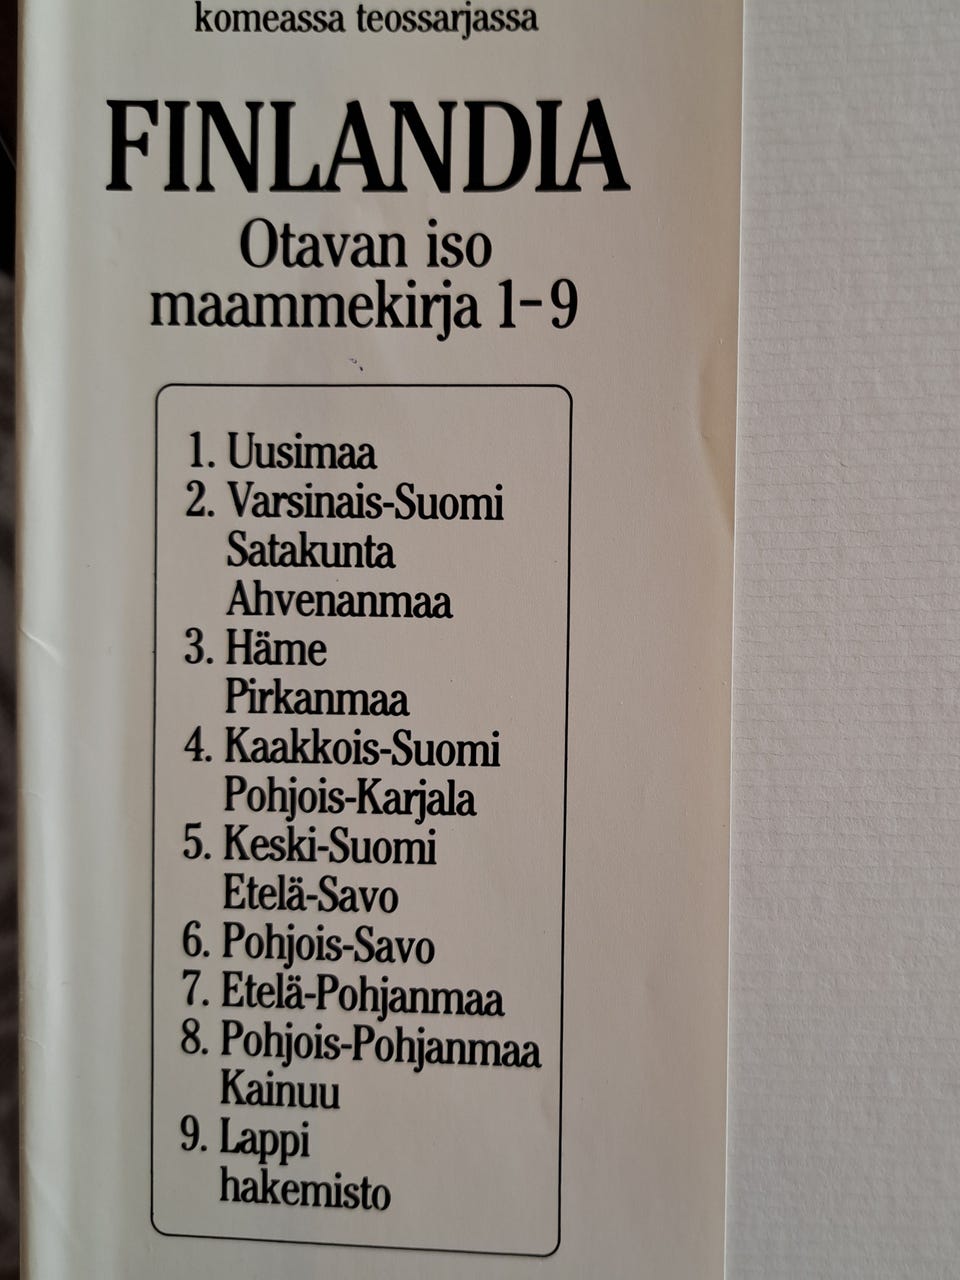 komeassa teossarjassa
FINLANDIA
Otavan iso
maammekirja 1-9
1. Uusimaa
2. Varsinais-Suomi
Satakunta
Ahvenanmaa
3. Häme
Pirkanmaa
4. Kaakkois-Suomi
Pohjois-Karjala
5. Keski-Suomi
Etelä-Savo
6. Pohjois-Savo
7. Etelä-Pohjanmaa
8. Pohjois-Pohjanmaa
Kainuu
9. Lappi
hakemisto